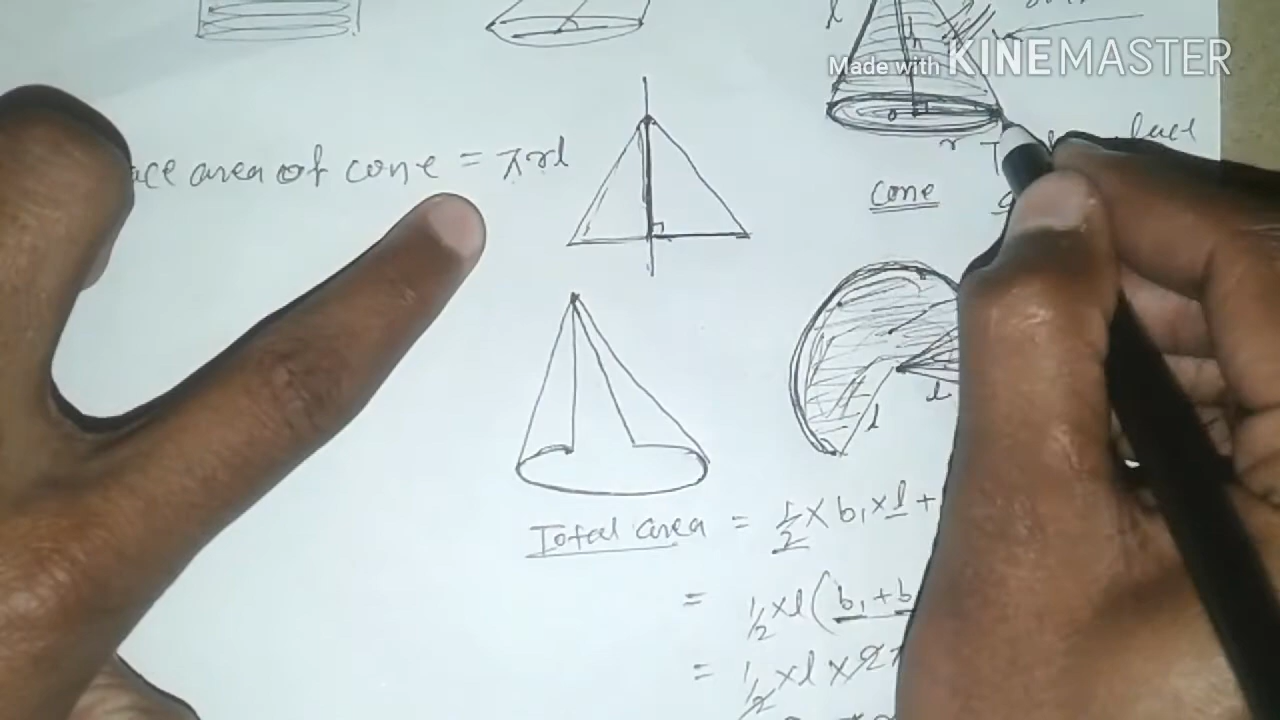 Made with KINEMASTER
l
h
r
area of cone = πrl
cone
l
l
Total area = 1/2 × b₁ × l +
= 1/2 × l (b₁ + b
= 1/2 × l × 2π